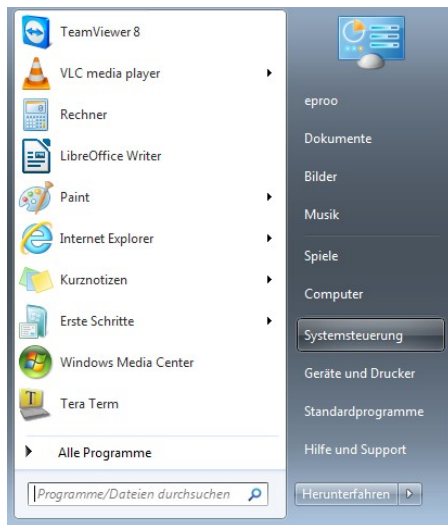 TeamViewer 8
VLC media player
Rechner
LibreOffice Writer
Paint
Internet Explorer
Kurznotizen
Erste Schritte
Windows Media Center
Tera Term
Alle Programme
Programme/Dateien durchsuchen
eproo
Dokumente
Bilder
Musik
Spiele
Computer
Systemsteuerung
Geräte und Drucker
Standardprogramme
Hilfe und Support
Herunterfahren